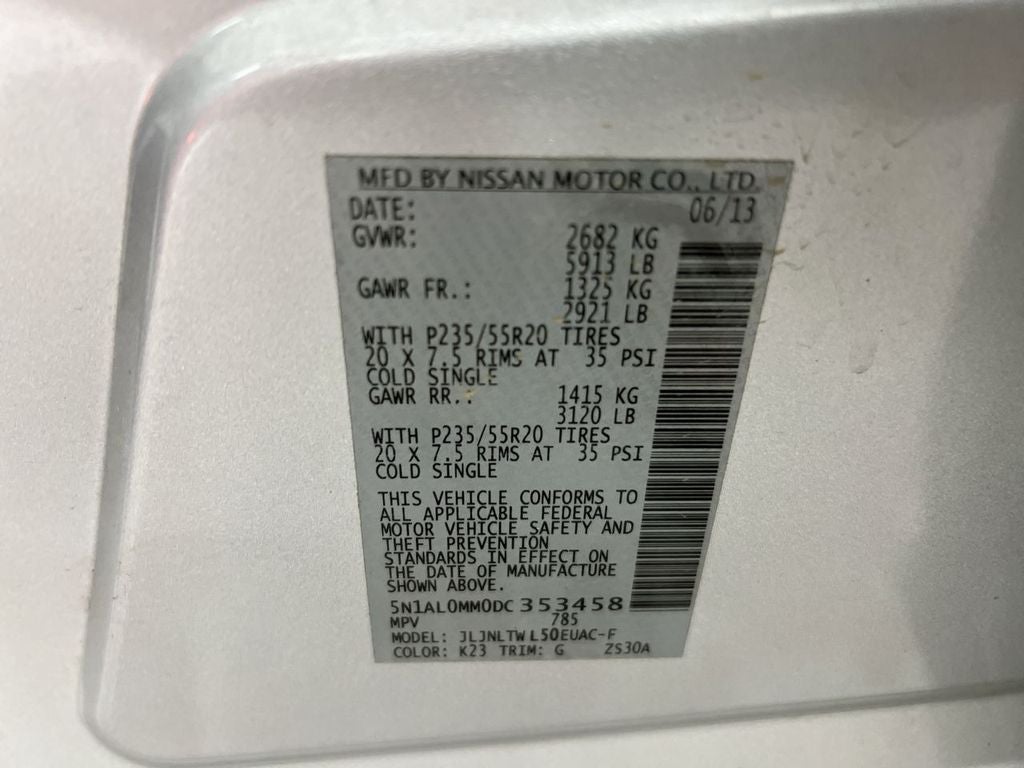 MFD BY NISSAN MOTOR CO., LTD.
DATE: 06/13
GVWR: 2682 KG
5913 LB
GAWR FR.: 1325 KG
2921 LB
WITH P235/55R20 TIRES
20 X 7.5 RIMS AT 35 PSI
COLD SINGLE
GAWR RR.: 1415 KG
3120 LB
WITH P235/55R20 TIRES
20 X 7.5 RIMS AT 35 PSI
COLD SINGLE
THIS VEHICLE CONFORMS TO
ALL APPLICABLE FEDERAL
MOTOR VEHICLE SAFETY AND
THEFT PREVENTION
STANDARDS IN EFFECT ON
THE DATE OF MANUFACTURE
SHOWN ABOVE.
5N1AL0MM0DC 353458
MPV 785
MODEL: JLJNLTW L50EUAC-F
COLOR: K23 TRIM: G ZS30A